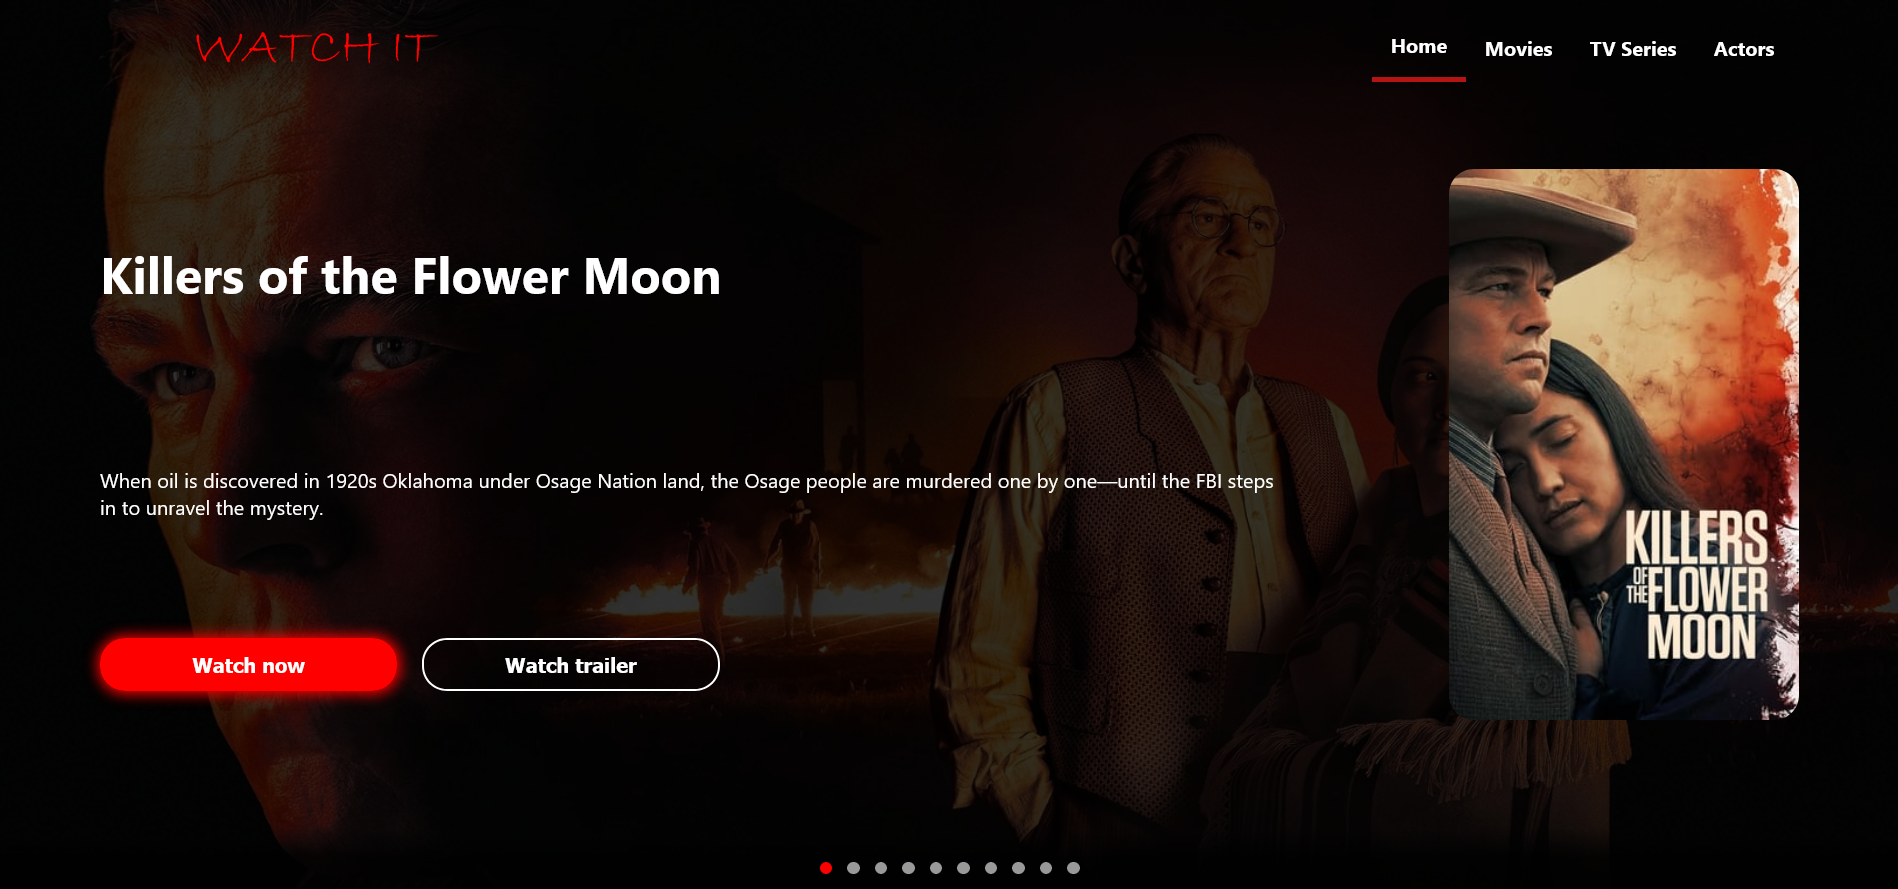 WATCH IT
Home
Movies
TV Series
Actors
Killers of the Flower Moon
When oil is discovered in 1920s Oklahoma under Osage Nation land, the Osage people are murdered one by one—until the FBI steps
in to unravel the mystery.
Watch now
Watch trailer
KILLERS
OF THE FLOWER
MOON